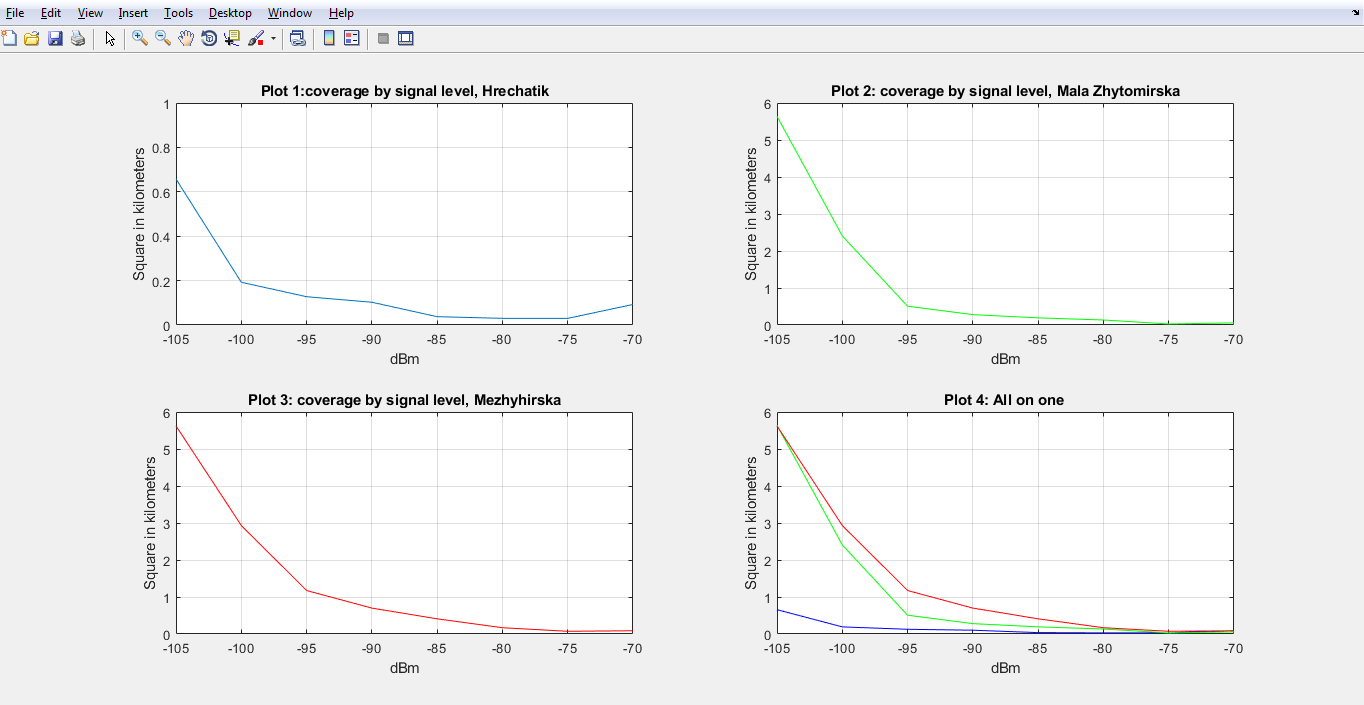 File Edit View Insert Tools Desktop Window Help
Plot 1:coverage by signal level, Hrechatik
1
0.8
0.6
0.4
0.2
0
Square in kilometers
-105 -100 -95 -90 -85 -80 -75 -70
dBm
Plot 2: coverage by signal level, Mala Zhytomirska
6
5
4
3
2
1
0
Square in kilometers
-105 -100 -95 -90 -85 -80 -75 -70
dBm
Plot 3: coverage by signal level, Mezhyhirska
6
5
4
3
2
1
0
Square in kilometers
-105 -100 -95 -90 -85 -80 -75 -70
dBm
Plot 4: All on one
6
5
4
3
2
1
0
Square in kilometers
-105 -100 -95 -90 -85 -80 -75 -70
dBm